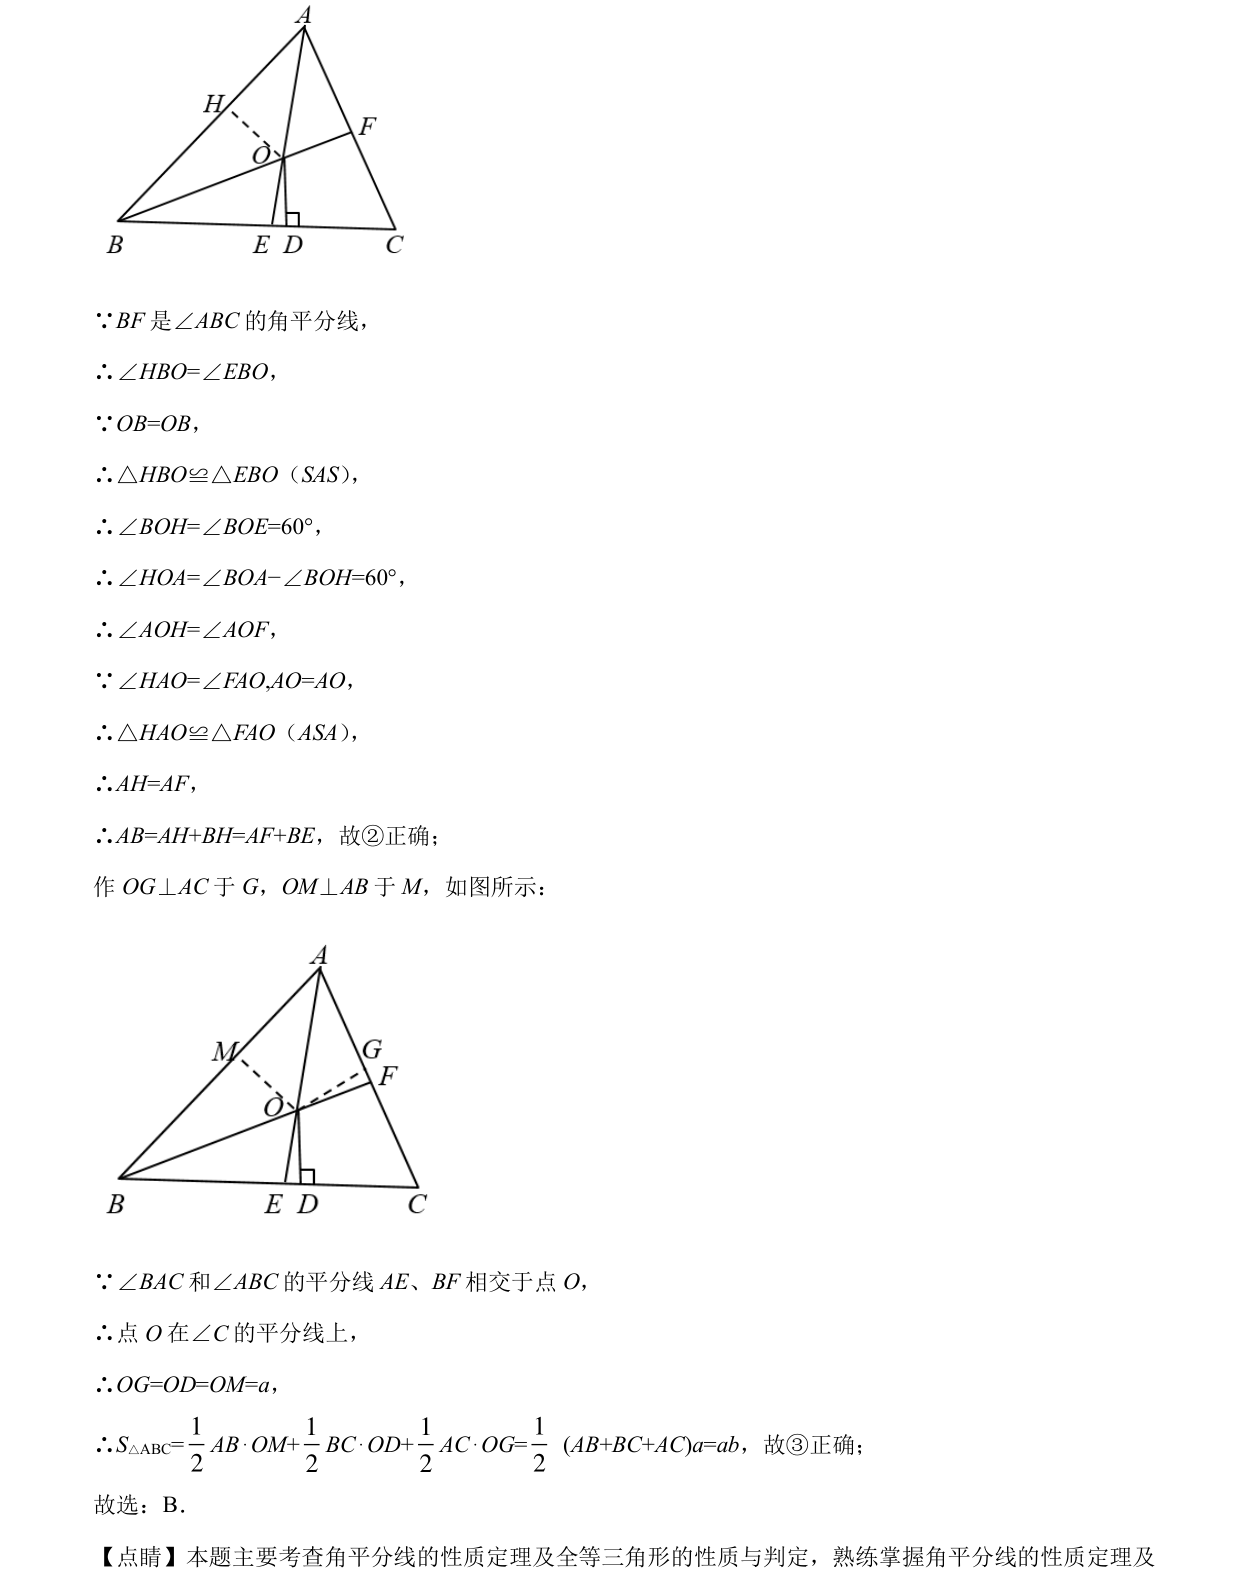 A
H
F
O
B
E
D
C
∵BF是∠ABC的角平分线，
∴∠HBO=∠EBO，
∵OB=OB，
∴△HBO≌△EBO（SAS），
∴∠BOH=∠BOE=60°，
∴∠HOA=∠BOA−∠BOH=60°，
∴∠AOH=∠AOF，
∵∠HAO=∠FAO,AO=AO，
∴△HAO≌△FAO（ASA），
∴AH=AF，
∴AB=AH+BH=AF+BE，故②正确；
作OG⊥AC于G，OM⊥AB于M，如图所示：
A
M
G
F
O
B
E
D
C
∵∠BAC和∠ABC的平分线AE、BF相交于点O，
∴点O在∠C的平分线上，
∴OG=OD=OM=a，
∴S△ABC=1/2 AB·OM+1/2 BC·OD+1/2 AC·OG=1/2 (AB+BC+AC)a=ab，故③正确；
故选：B．
【点睛】本题主要考查角平分线的性质定理及全等三角形的性质与判定，熟练掌握角平分线的性质定理及